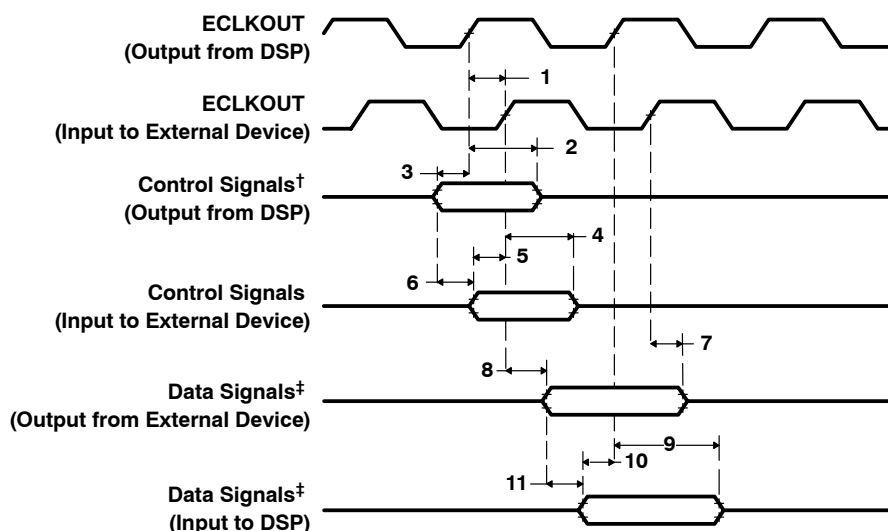 ECLKOUT
(Output from DSP)
1
ECLKOUT
(Input to External Device)
2
3
Control Signals†
(Output from DSP)
4
5
6
Control Signals
(Input to External Device)
7
8
Data Signals‡
(Output from External Device)
9
10
11
Data Signals‡
(Input to DSP)